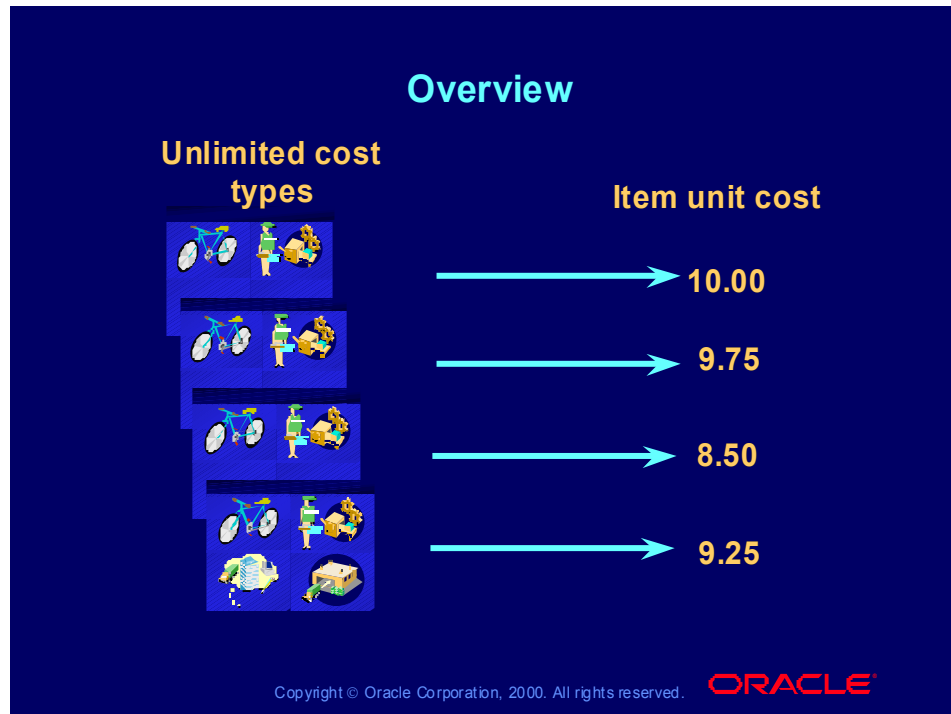 Overview
Unlimited cost
types
Item unit cost
10.00
9.75
8.50
9.25
Copyright © Oracle Corporation, 2000. All rights reserved.
ORACLE®